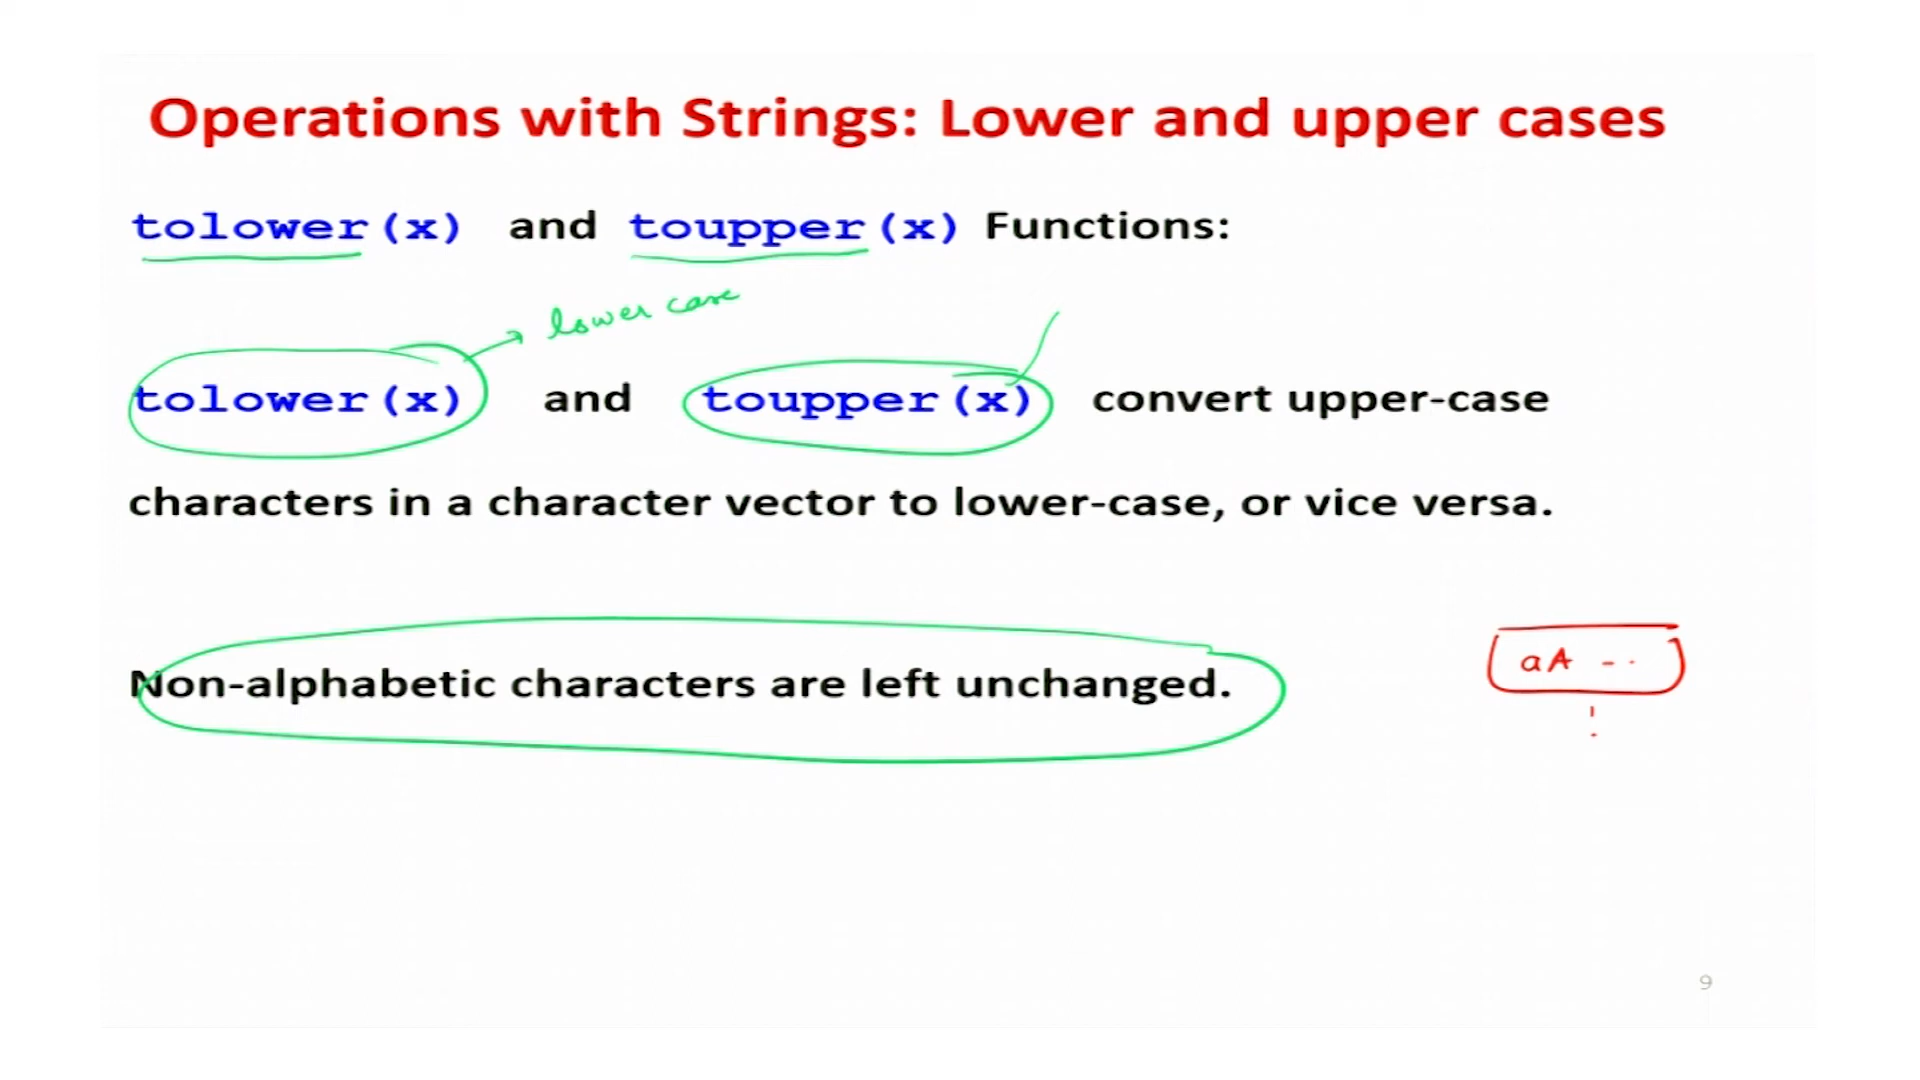 Operations with Strings: Lower and upper cases
tolower(x) and toupper(x) Functions:
lower case
tolower(x) and toupper(x) convert upper-case
characters in a character vector to lower-case, or vice versa.
aA - ..
Non-alphabetic characters are left unchanged.
9